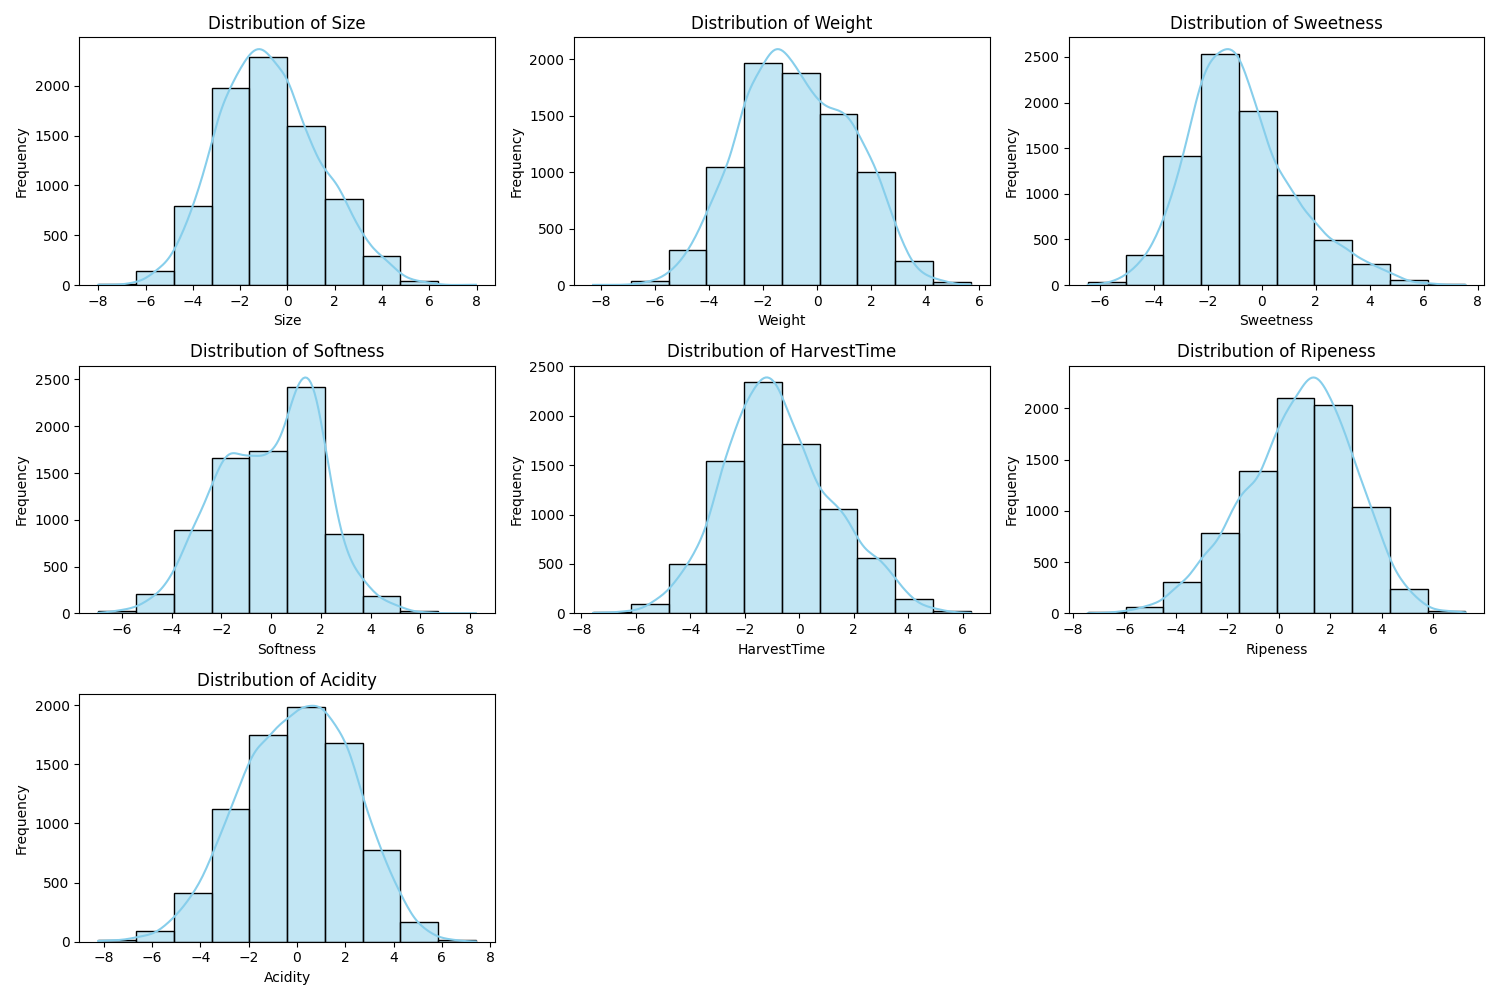 Distribution of Size
Distribution of Weight
Distribution of Sweetness
2000
1500
1000
500
0
Frequency
−8 −6 −4 −2 0 2 4 6 8
Size
2000
1500
1000
500
0
Frequency
−8 −6 −4 −2 0 2 4 6
Weight
2500
2000
1500
1000
500
0
Frequency
−6 −4 −2 0 2 4 6 8
Sweetness
Distribution of Softness
Distribution of HarvestTime
Distribution of Ripeness
2500
2000
1500
1000
500
0
Frequency
−6 −4 −2 0 2 4 6 8
Softness
2500
2000
1500
1000
500
0
Frequency
−8 −6 −4 −2 0 2 4 6
HarvestTime
2000
1500
1000
500
0
Frequency
−8 −6 −4 −2 0 2 4 6
Ripeness
Distribution of Acidity
2000
1500
1000
500
0
Frequency
−8 −6 −4 −2 0 2 4 6 8
Acidity